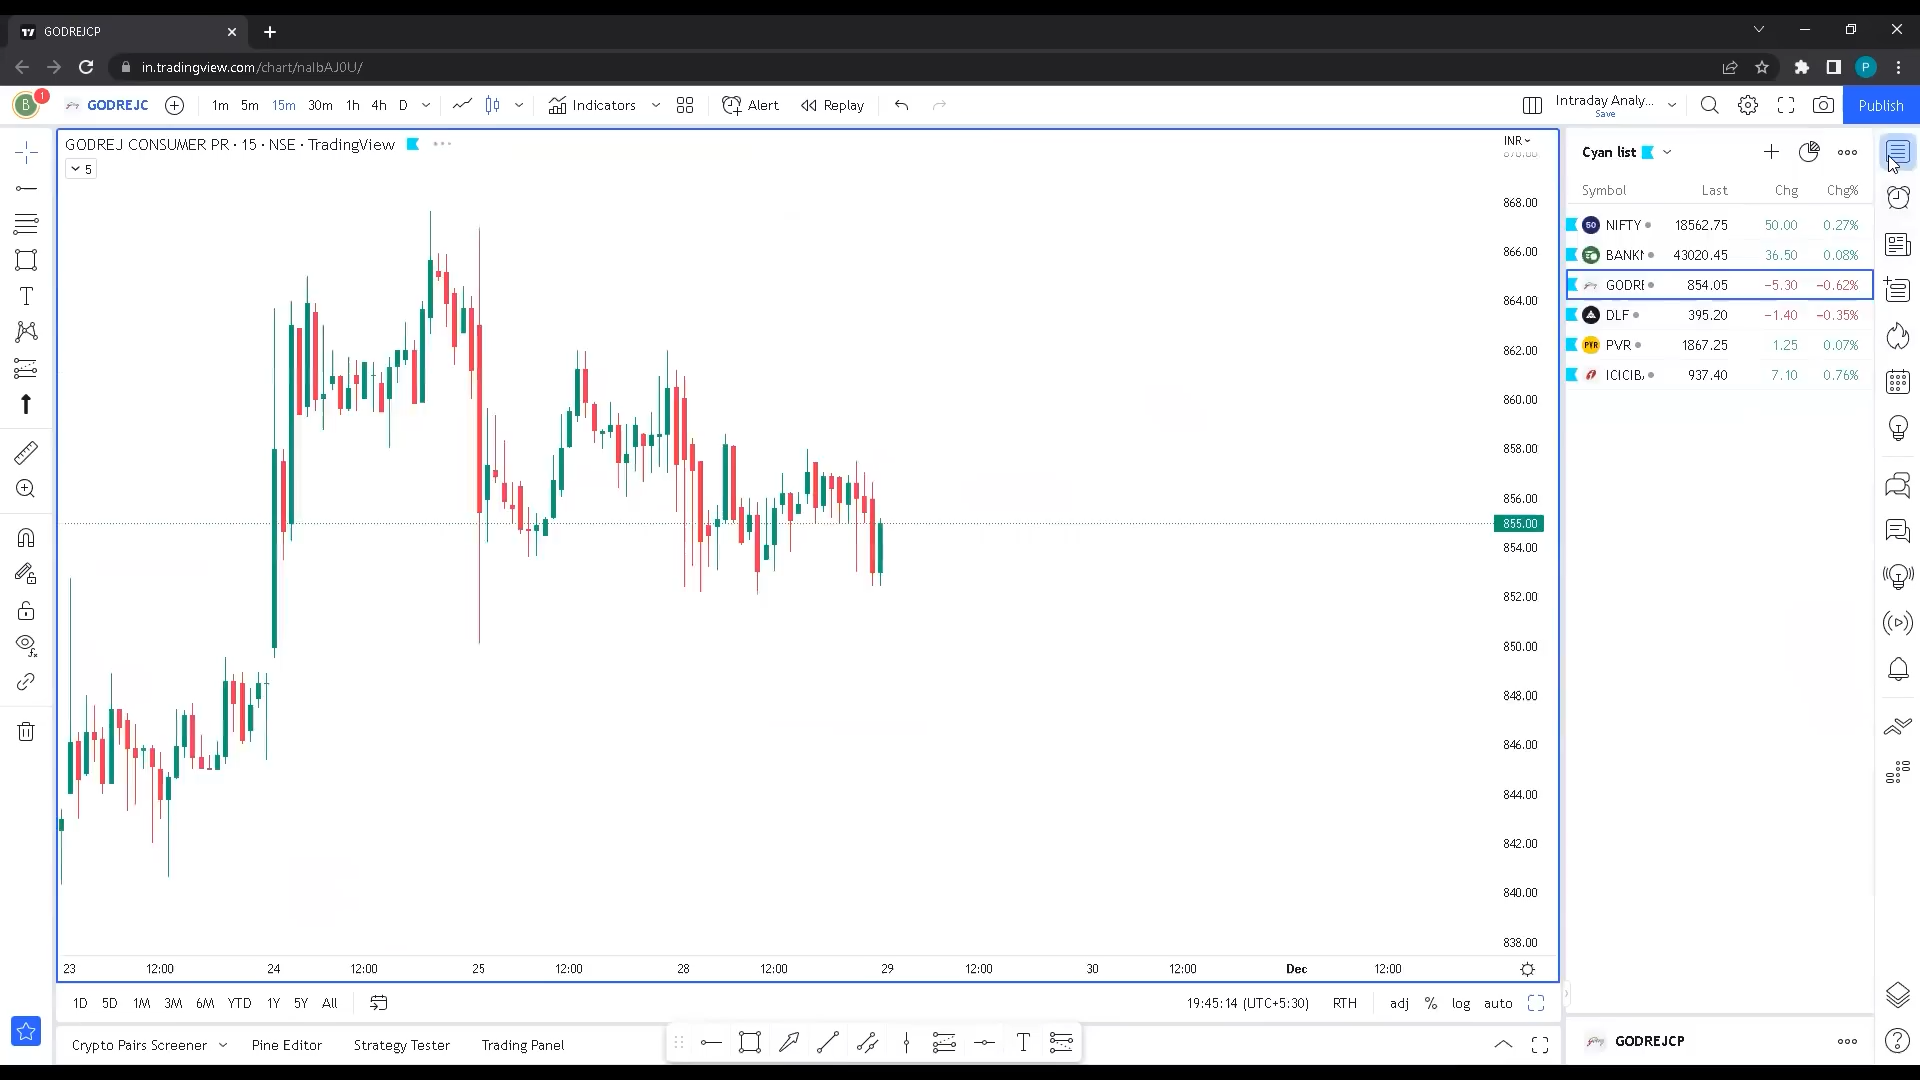 GODREJCP
in.tradingview.com/chart/nalbAJ0U/
P
B 1 GODREJC 1m 5m 15m 30m 1h 4h D Indicators Alert Replay Intraday Analy... Save Publish
GODREJ CONSUMER PR · 15 · NSE · TradingView
5
INR
868.00
866.00
864.00
862.00
860.00
858.00
856.00
855.00
854.00
852.00
850.00
848.00
846.00
844.00
842.00
840.00
838.00
23 12:00 24 12:00 25 12:00 28 12:00 29 12:00 30 12:00 Dec 12:00
1D 5D 1M 3M 6M YTD 1Y 5Y All 19:45:14 (UTC+5:30) RTH adj % log auto
Crypto Pairs Screener Pine Editor Strategy Tester Trading Panel
Cyan list
Symbol Last Chg Chg%
50 NIFTY 18562.75 50.00 0.27%
BANKN 43020.45 36.50 0.08%
GODRE 854.05 −5.30 −0.62%
DLF 395.20 −1.40 −0.35%
PVR PVR 1867.25 1.25 0.07%
ICICIB 937.40 7.10 0.76%
GODREJCP